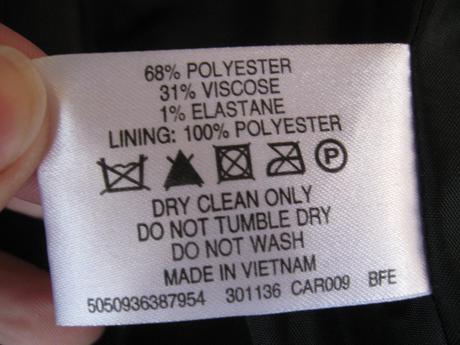 68% POLYESTER
31% VISCOSE
1% ELASTANE
LINING: 100% POLYESTER
P
DRY CLEAN ONLY
DO NOT TUMBLE DRY
DO NOT WASH
MADE IN VIETNAM
5050936387954 301136 CAR009 BFE